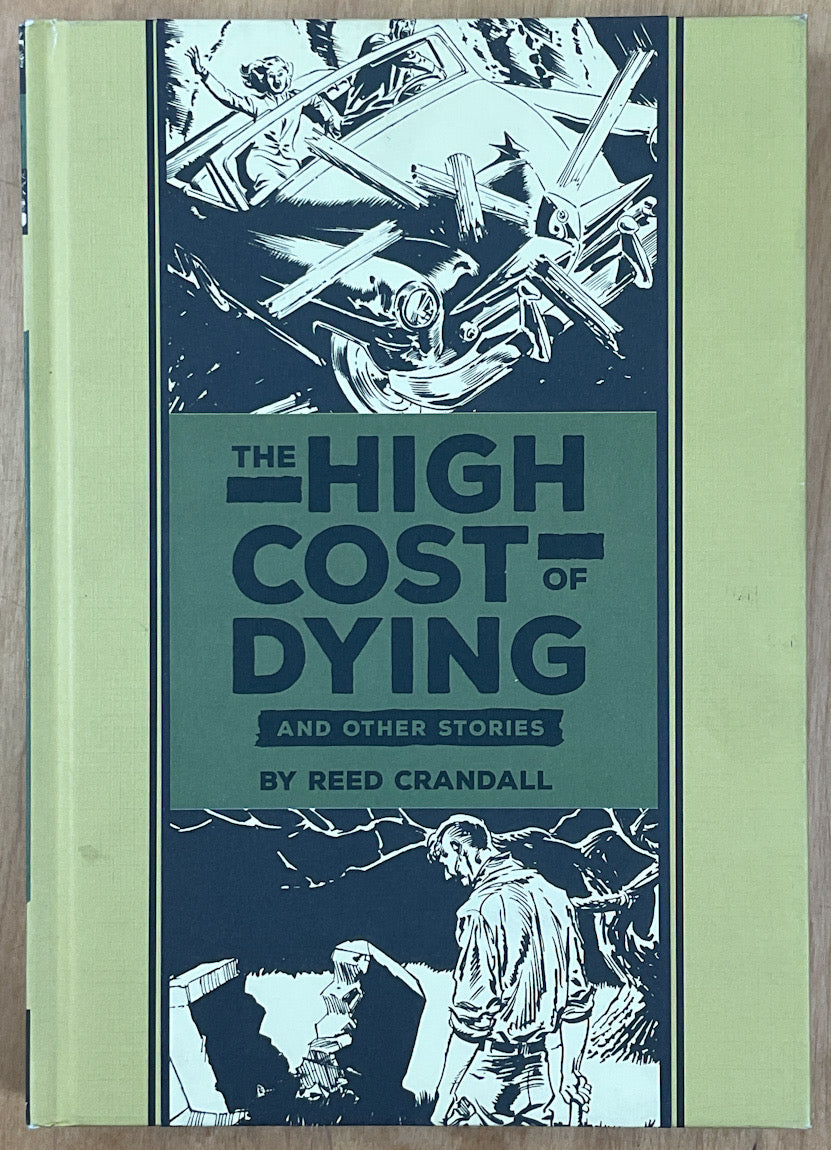 THE HIGH
COST OF
DYING
AND OTHER STORIES
BY REED CRANDALL